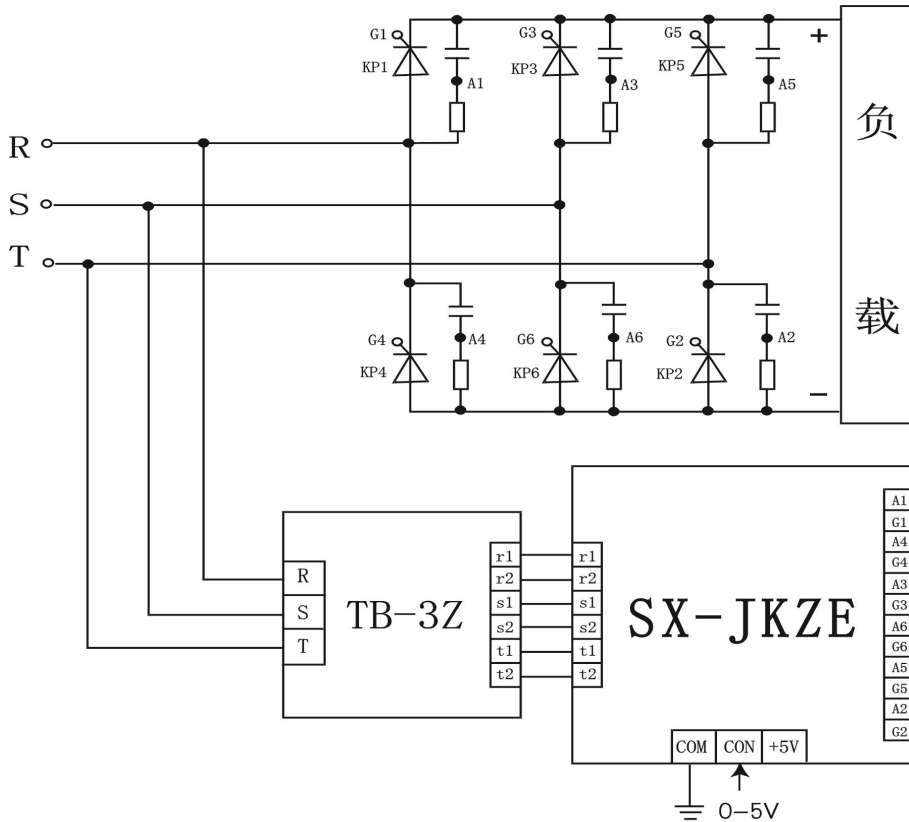 G1
G3
G5
+
KP1
KP3
KP5
A1
A3
A5
负
R
S
T
载
G4
G6
G2
A4
A6
A2
KP4
KP6
KP2
−
R
S
T
TB-3Z
r1
r2
s1
s2
t1
t2
r1
r2
s1
s2
t1
t2
SX-JKZE
A1
G1
A4
G4
A3
G3
A6
G6
A5
G5
A2
G2
COM CON +5V
0-5V